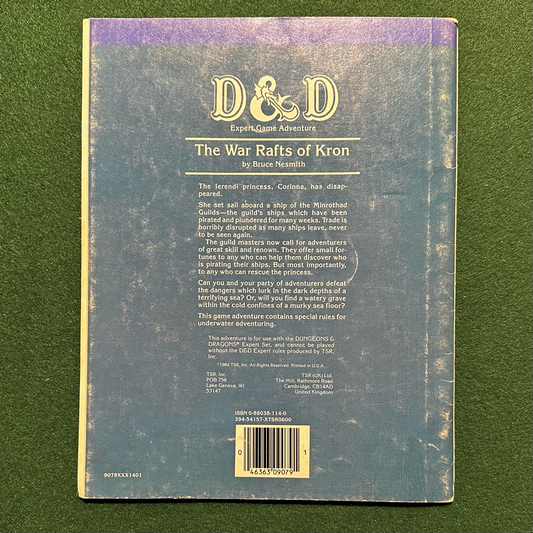 D&D
Expert Game Adventure
The War Rafts of Kron
by Bruce Nesmith
The Ierendi princess, Corinna, has disap-
peared.
She set sail aboard a ship of the Minrothad
Guilds—the guild's ships which have been
pirated and plundered for many weeks. Trade is
horribly disrupted as many ships leave, never
to be seen again.
The guild masters now call for adventurers
of great skill and renown. They offer small for-
tunes to any who can help them discover who
is pirating their ships. But most importantly,
to any who can rescue the princess.
Can you and your party of adventurers defeat
the dangers which lurk in the dark depths of a
terrifying sea? Or, will you find a watery grave
within the cold confines of a murky sea floor?
This game adventure contains special rules for
underwater adventuring.
This adventure is for use with the DUNGEONS &
DRAGONS® Expert Set, and cannot be played
without the D&D Expert rules produced by TSR,
Inc.
©1984 TSR, Inc. All Rights Reserved. Printed in U.S.A.
TSR, Inc.
POB 756
Lake Geneva, WI
53147
TSR (UK) Ltd.
The Mill, Rathmore Road
Cambridge, CB14AD
United Kingdom
ISBN 0-88038-114-0
394-54157-XTSR0600
0 46363 09079 1
9079XXX1401